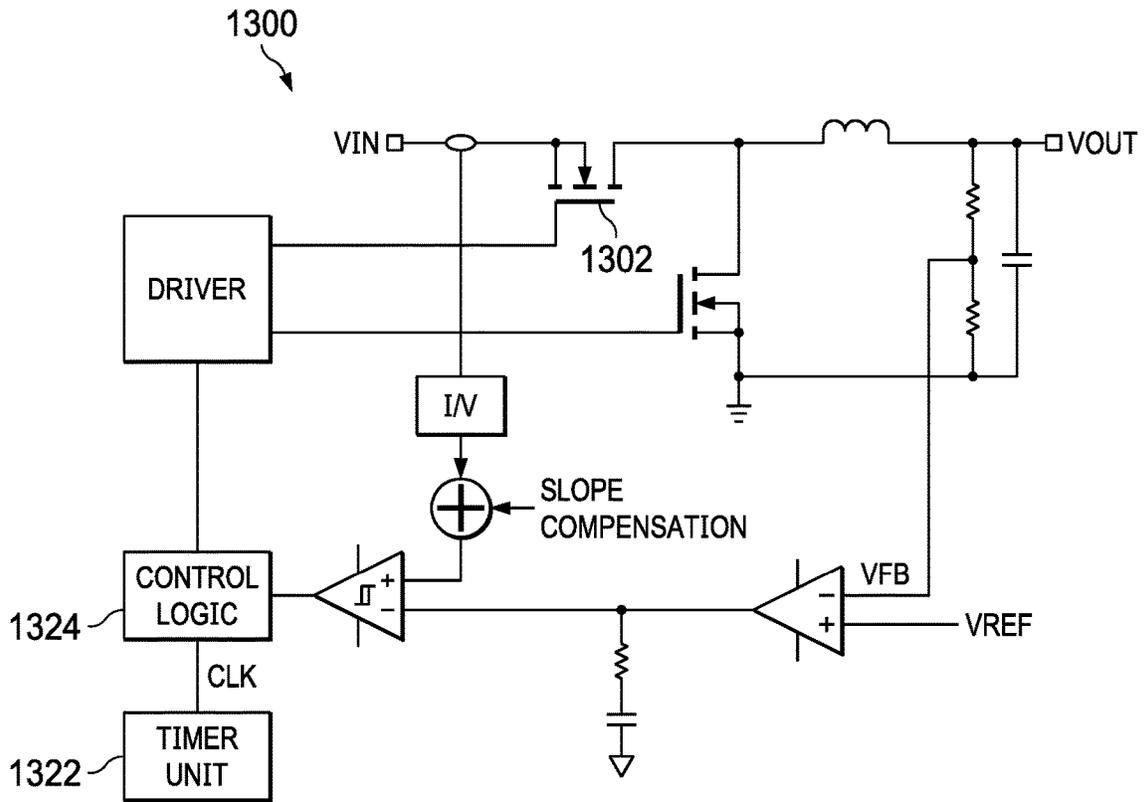 1300
VIN
VOUT
1302
DRIVER
I/V
SLOPE
COMPENSATION
+
-
CONTROL
LOGIC
1324
VFB
-
+
VREF
CLK
TIMER
UNIT
1322